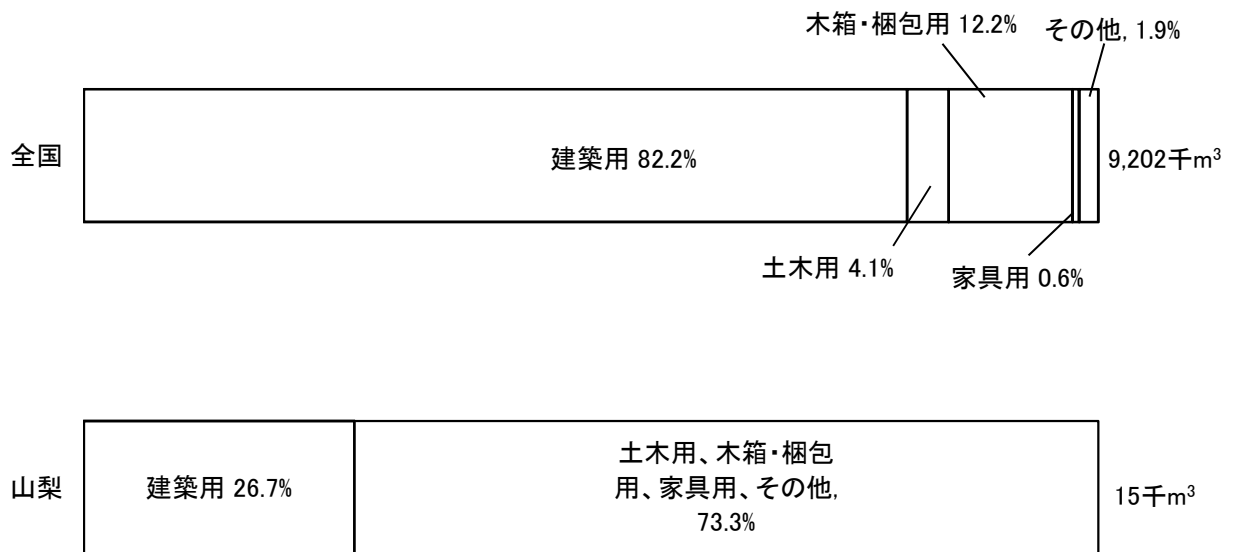 木箱・梱包用 12.2%
その他, 1.9%
全国
建築用 82.2%
9,202千m³
土木用 4.1%
家具用 0.6%
山梨
建築用 26.7%
土木用、木箱・梱包
用、家具用、その他,
73.3%
15千m³